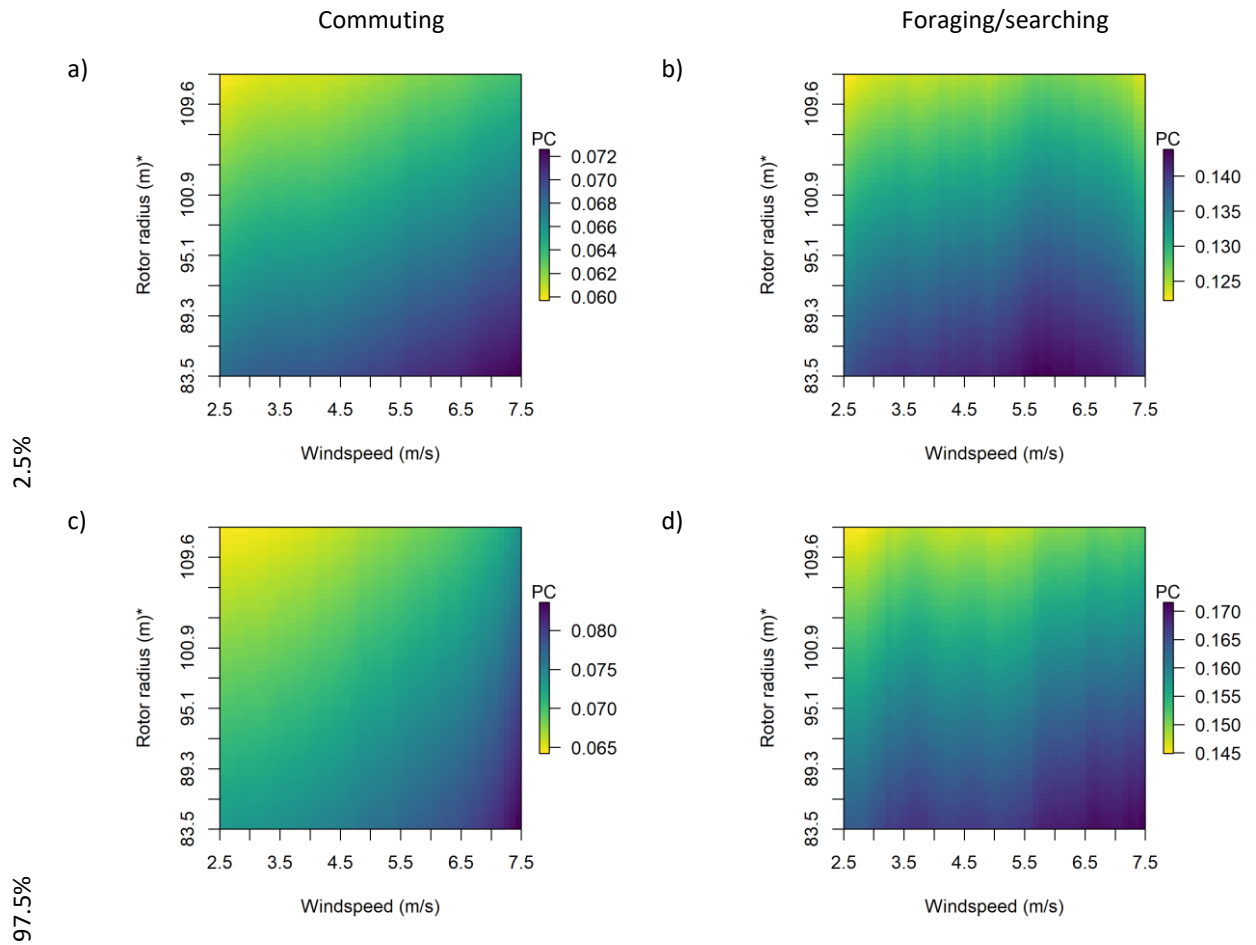 Commuting
Foraging/searching
a)
109.6
100.9
95.1
89.3
83.5
Rotor radius (m)*
2.5 3.5 4.5 5.5 6.5 7.5
Windspeed (m/s)
PC
0.072
0.070
0.068
0.066
0.064
0.062
0.060
b)
109.6
100.9
95.1
89.3
83.5
Rotor radius (m)*
2.5 3.5 4.5 5.5 6.5 7.5
Windspeed (m/s)
PC
0.140
0.135
0.130
0.125
2.5%
c)
109.6
100.9
95.1
89.3
83.5
Rotor radius (m)*
2.5 3.5 4.5 5.5 6.5 7.5
Windspeed (m/s)
PC
0.080
0.075
0.070
0.065
d)
109.6
100.9
95.1
89.3
83.5
Rotor radius (m)*
2.5 3.5 4.5 5.5 6.5 7.5
Windspeed (m/s)
PC
0.170
0.165
0.160
0.155
0.150
0.145
97.5%